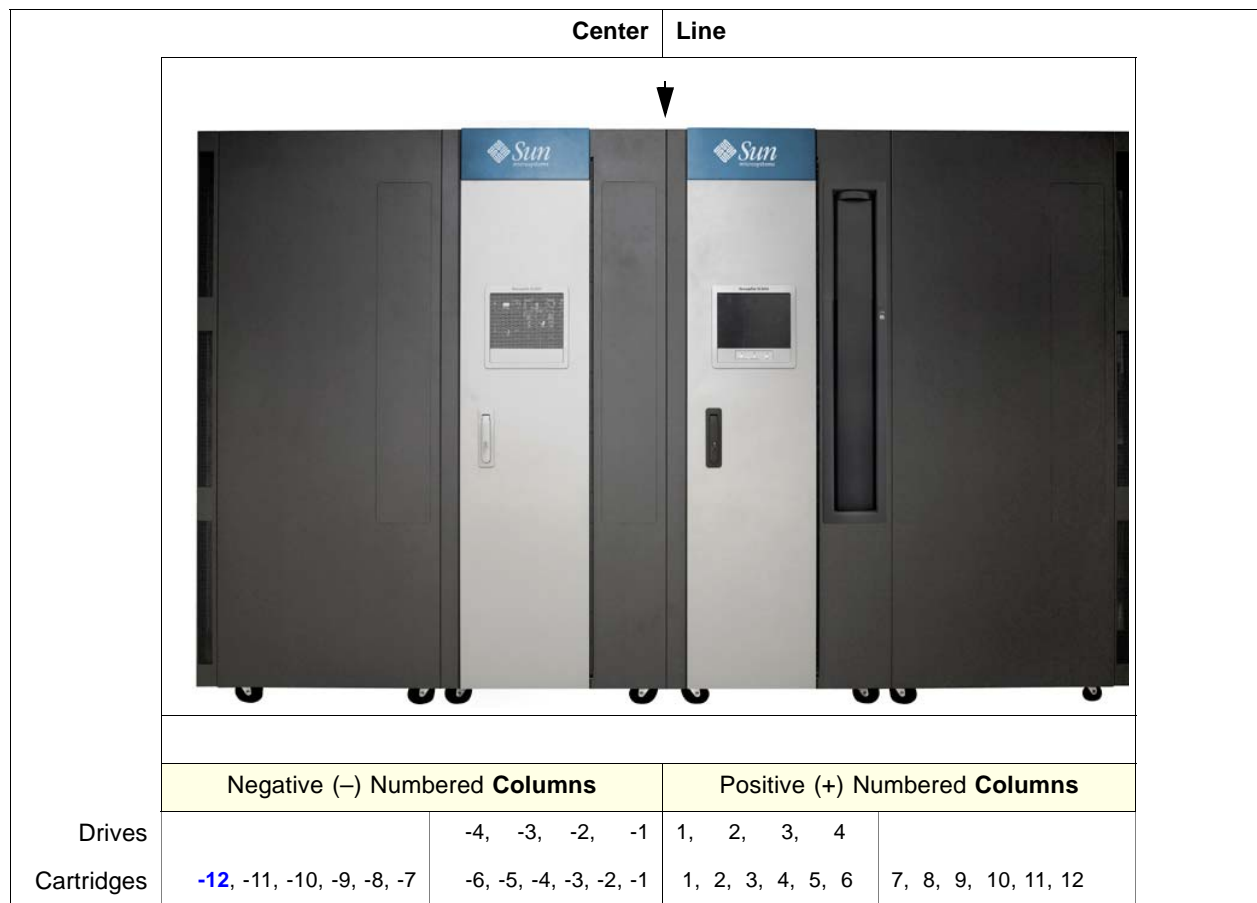 Center Line
Sun
microsystems
Sun
microsystems
Negative (–) Numbered Columns
Positive (+) Numbered Columns
Drives -4, -3, -2, -1 1, 2, 3, 4
Cartridges -12, -11, -10, -9, -8, -7 -6, -5, -4, -3, -2, -1 1, 2, 3, 4, 5, 6 7, 8, 9, 10, 11, 12